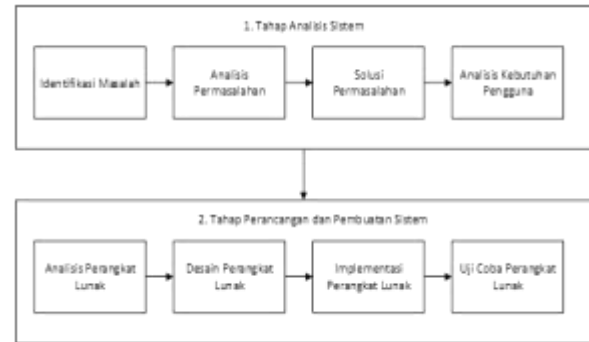 1. Tahap Analisis Sistem
Identifikasi Masalah
Analisis
Permasalahan
Solusi
Permasalahan
Analisis Kebutuhan
Pengguna
2. Tahap Perancangan dan Pembuatan Sistem
Analisis Perangkat
Lunak
Desain Perangkat
Lunak
Implementasi
Perangkat Lunak
Uji Coba Perangkat
Lunak